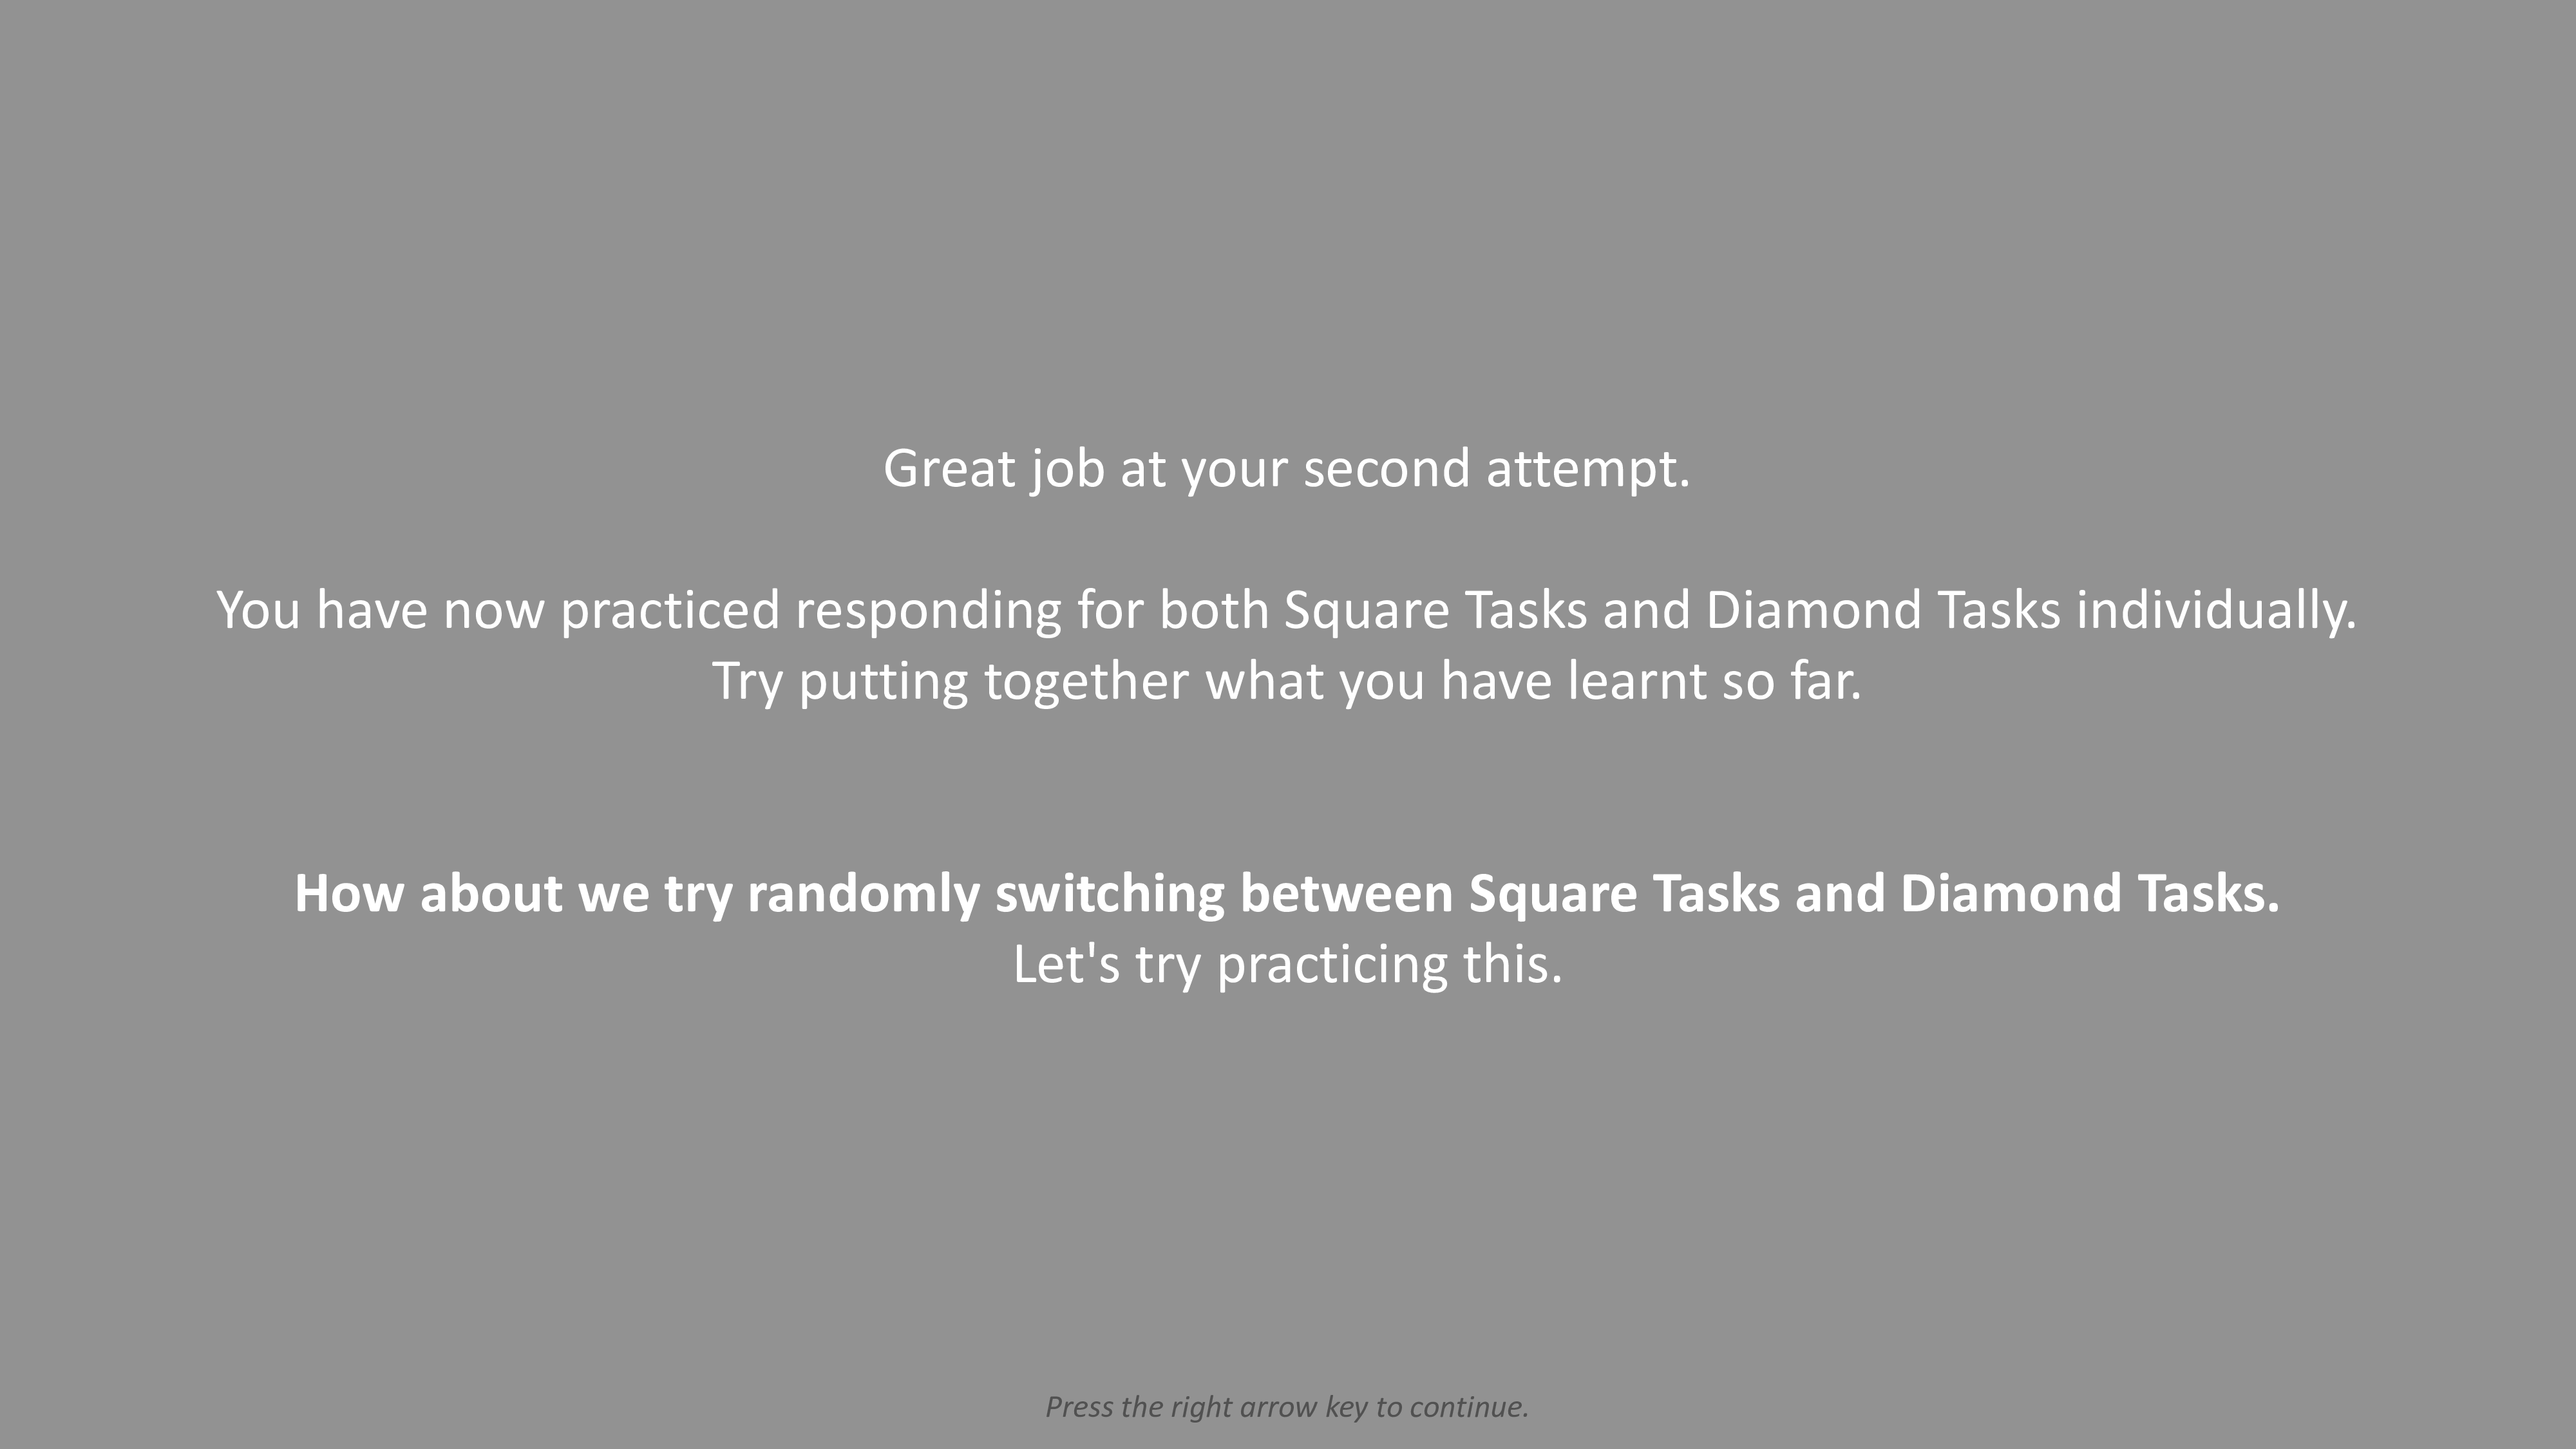 Great job at your second attempt.
You have now practiced responding for both Square Tasks and Diamond Tasks individually.
Try putting together what you have learnt so far.
How about we try randomly switching between Square Tasks and Diamond Tasks.
Let's try practicing this.
Press the right arrow key to continue.